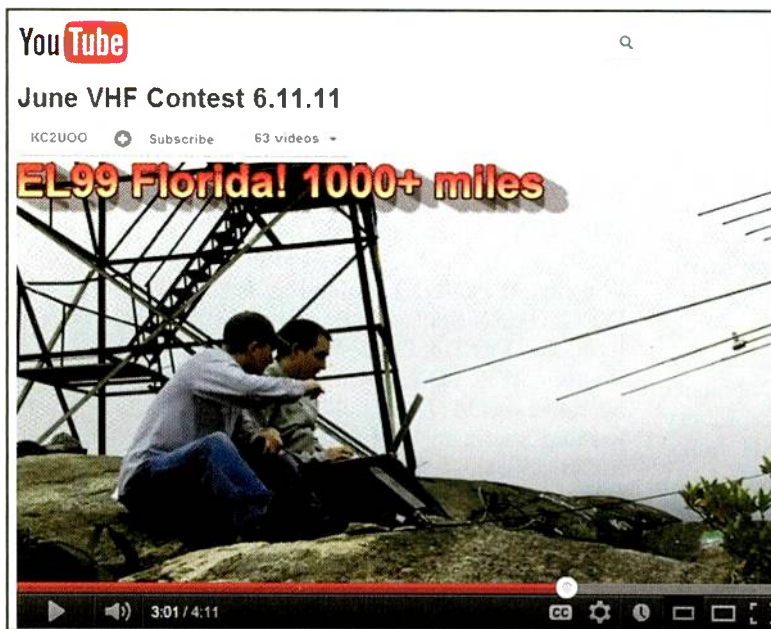 YouTube
June VHF Contest 6.11.11
KC2UOO Subscribe 63 videos
EL99 Florida! 1000+ miles
3:01 / 4:11 CC